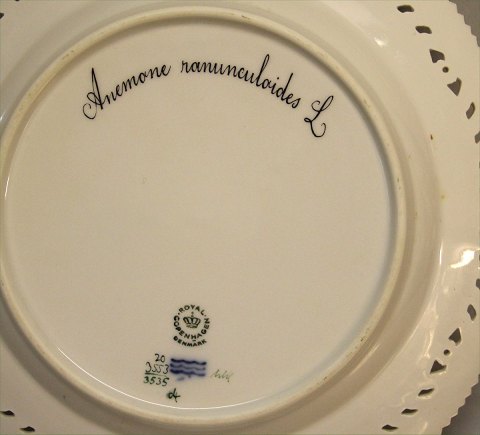 Anemone ranunculoides L
ROYAL
COPENHAGEN
DENMARK
20
3553
3535